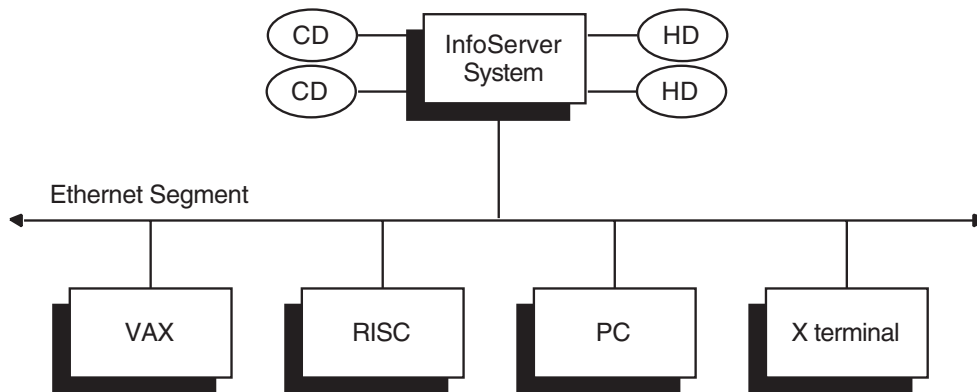 CD
InfoServer
System
HD
CD
HD
Ethernet Segment
VAX
RISC
PC
X terminal